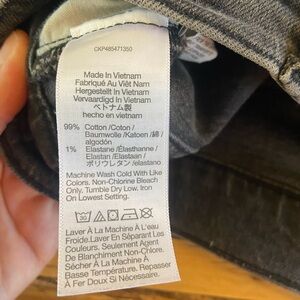 CKP485471350
Made In Vietnam
Fabriqué Au Viêt Nam
Hergestellt In Vietnam
Vervaardigd In Vietnam
ベトナム製
hecho en vietnam
99% Cotton /Coton /
Baumwolle /Katoen / 綿 /
algodón
1% Elastane /Élasthanne /
Elastan /Elastaan /
ポリウレタン /elastano
Machine Wash Cold With Like
Colors. Non-Chlorine Bleach
Only. Tumble Dry Low. Iron
On Lowest Setting.
Laver À La Machine À L'eau
Froide.Laver En Séparant Les
Couleurs. Seulement Agent
De Blanchiment Non-Chlore.
Sécher À La Machine À
Basse Température. Repasser
À Fer Doux Si Nécessaire.